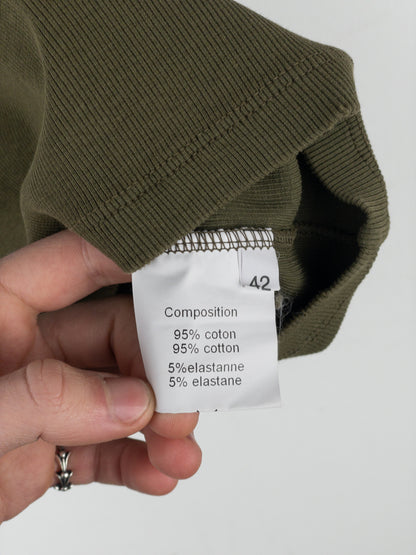 42
Composition
95% coton
95% cotton
5%elastanne
5% elastane